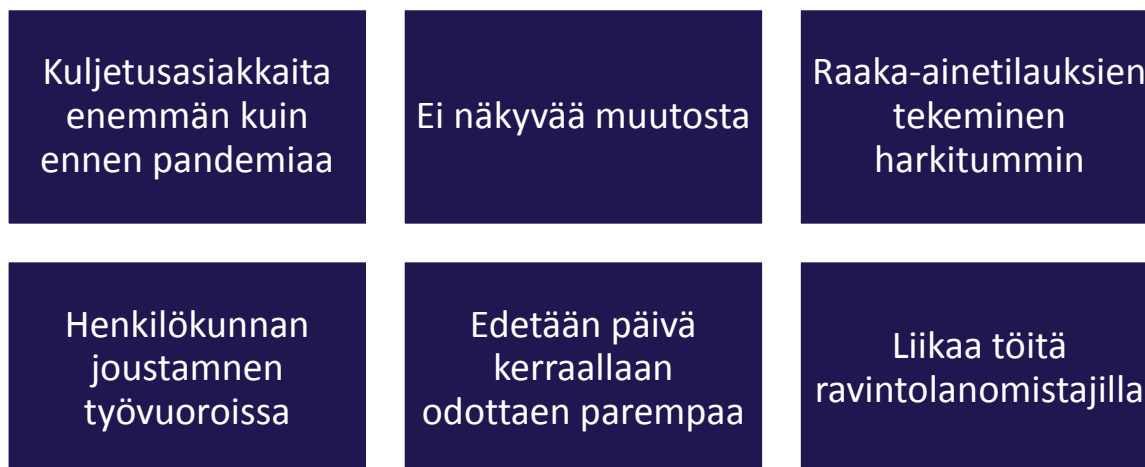 Kuljetusasiakkaita
enemmän kuin
ennen pandemiaa
Ei näkyvää muutosta
Raaka-ainetilauksien
tekeminen
harkitummin
Henkilökunnan
joustamnen
työvuoroissa
Edetään päivä
kerraallaan
odottaen parempaa
Liikaa töitä
ravintolanomistajilla